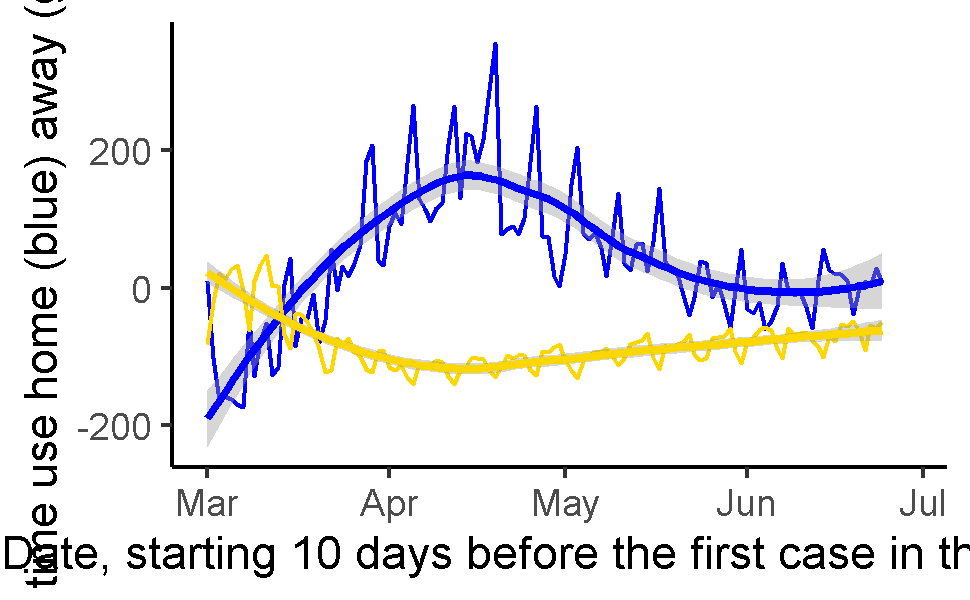 time use home (blue) away (
200
0
-200
Mar Apr May Jun Jul
Date, starting 10 days before the first case in th